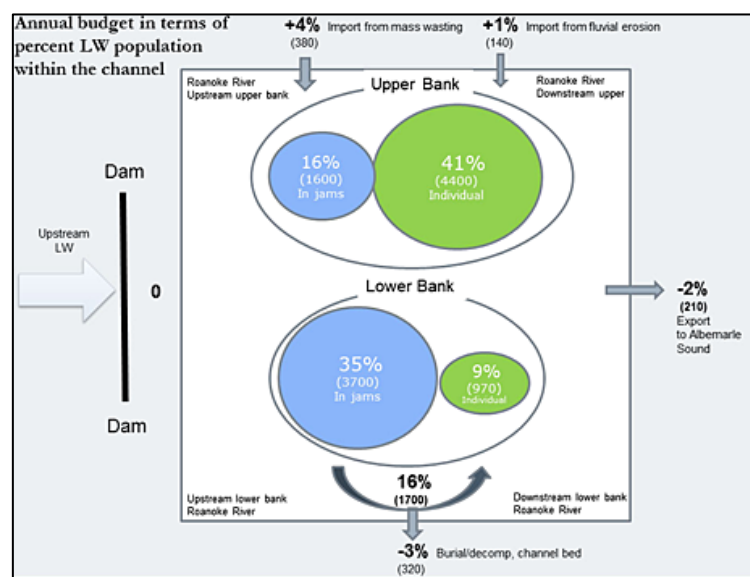 Annual budget in terms of
percent LW population
within the channel
+4% Import from mass wasting
(380)
+1% Import from fluvial erosion
(140)
Roanoke River
Upstream upper bank
Upper Bank
Roanoke River
Downstream upper
16%
(1600)
In jams
41%
(4400)
Individual
Dam
Upstream
LW
0
Dam
Lower Bank
35%
(3700)
In jams
9%
(970)
Individual
-2%
(210)
Export
to Albemarle
Sound
16%
(1700)
Upstream lower bank
Roanoke River
Downstream lower bank
Roanoke River
-3% Burial/decomp, channel bed
(320)